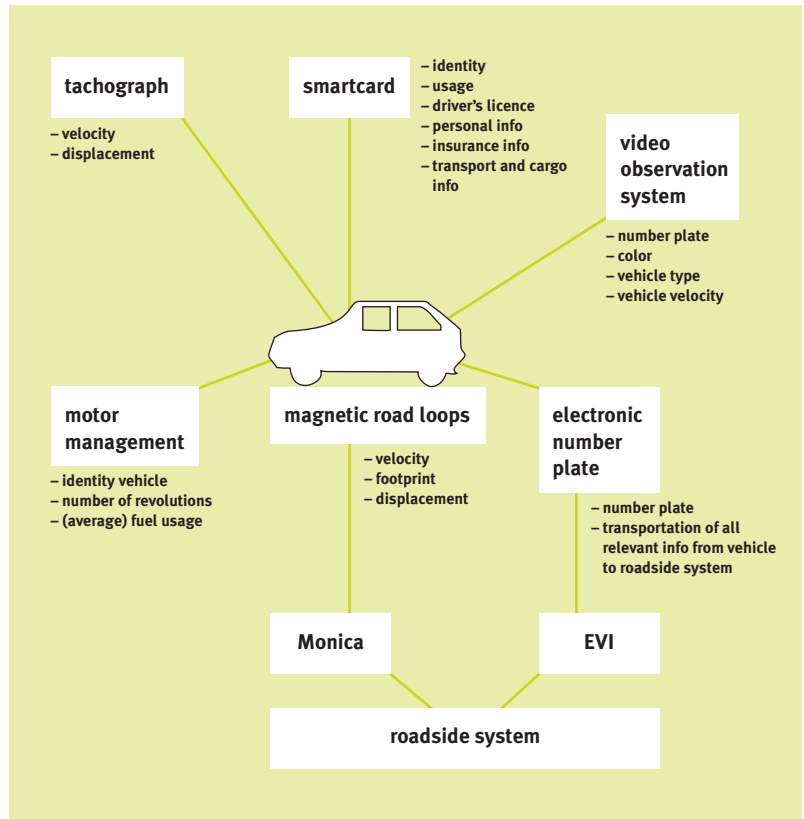 tachograph
– velocity
– displacement
smartcard
– identity
– usage
– driver’s licence
– personal info
– insurance info
– transport and cargo
info
video
observation
system
– number plate
– color
– vehicle type
– vehicle velocity
motor
management
– identity vehicle
– number of revolutions
– (average) fuel usage
magnetic road loops
– velocity
– footprint
– displacement
electronic
number
plate
– number plate
– transportation of all
relevant info from vehicle
to roadside system
Monica
EVI
roadside system